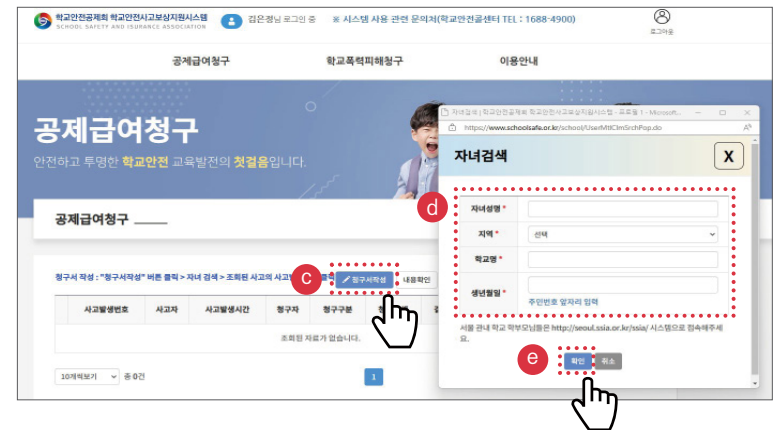 학교안전공제회 학교안전사고보상지원시스템
SCHOOL SAFETY AND ISURANCE ASSOCIATION
김은정님 로그인 중
※ 시스템 사용 관련 문의처(학교안전콜센터 TEL : 1688-4900)
로그아웃
공제급여청구 학교폭력피해청구 이용안내
공제급여청구
안전하고 투명한 학교안전 교육발전의 첫걸음입니다.
공제급여청구
청구서 작성 : "청구서작성" 버튼 클릭 > 자녀 검색 > 조회된 사고의
c
청구서작성
내용확인
사고발생번호 사고자 사고발생시간 청구자 청구구분
조회된 자료가 없습니다.
10개씩보기 총 0건
1
https://www.schoolsafe.or.kr/school/UserMttClmSrchPop.do
자녀검색
X
d
자녀성명 *
지역 * 선택
학교명 *
생년월일 *
주민번호 앞자리 입력
서울 관내 학교 학부모님들은 http://seoul.ssia.or.kr/ssia/ 시스템으로 접속해주세
요.
e
확인 취소